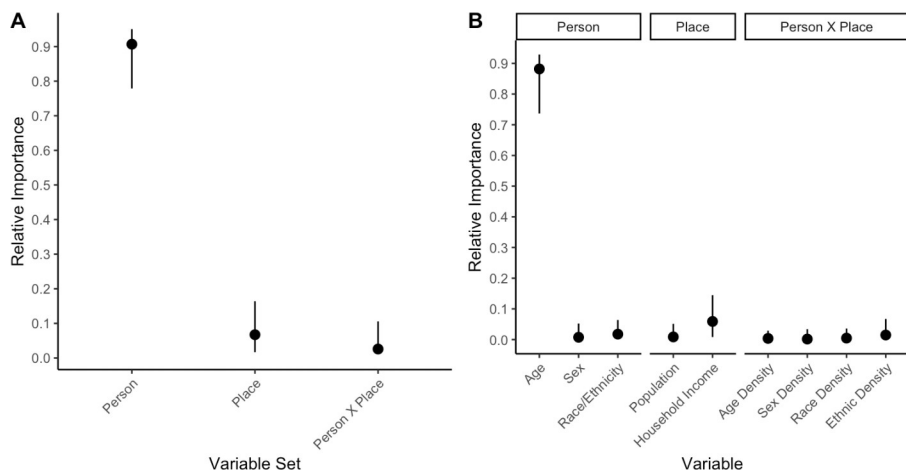 A
Relative Importance
0.9
0.8
0.7
0.6
0.5
0.4
0.3
0.2
0.1
0.0
Person
Place
Person X Place
Variable Set
B
Person
Place
Person X Place
Relative Importance
0.9
0.8
0.7
0.6
0.5
0.4
0.3
0.2
0.1
0.0
Age
Sex
Race/Ethnicity
Population
Household Income
Age Density
Sex Density
Race Density
Ethnic Density
Variable